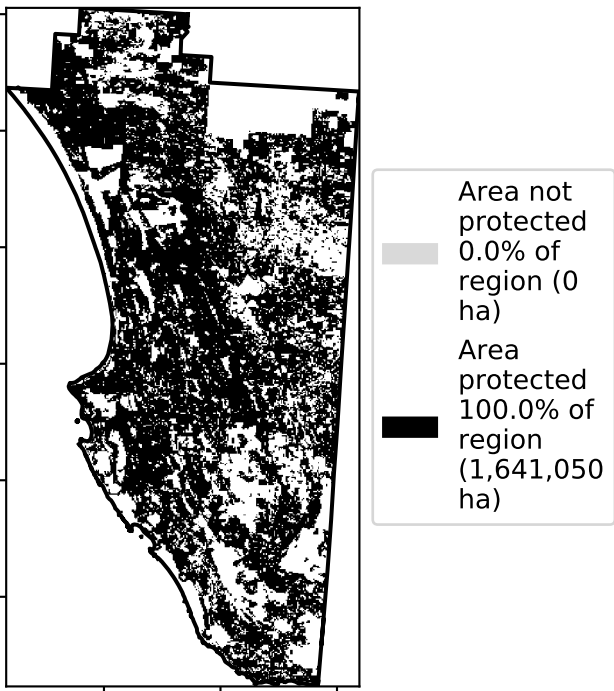 Area not
protected
0.0% of
region (0
ha)
Area
protected
100.0% of
region
(1,641,050
ha)